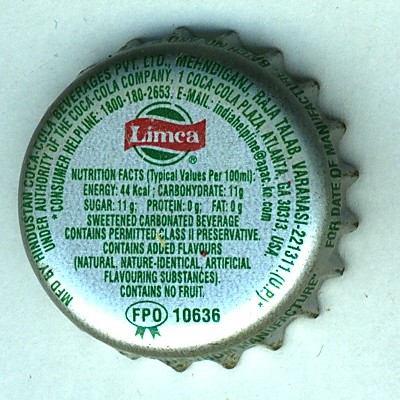 MFD BY HINDUSTAN COCA-COLA BEVERAGES PVT. LTD., MEHNDIGANJ, RAJA TALAB, VARANASI-221311 (U.P.)*
UNDER AUTHORITY OF THE COCA-COLA COMPANY, 1 COCA-COLA PLAZA, ATLANTA, GA 30313, USA
* CONSUMER HELPLINE: 1800-180-2653, E-MAIL: indiahelpline@apac.ko.com
Limca
®
NUTRITION FACTS (Typical Values Per 100ml):
ENERGY: 44 Kcal ; CARBOHYDRATE: 11g
SUGAR: 11 g; PROTEIN: 0 g; FAT: 0 g
SWEETENED CARBONATED BEVERAGE
CONTAINS PERMITTED CLASS II PRESERVATIVE.
CONTAINS ADDED FLAVOURS
(NATURAL, NATURE-IDENTICAL, ARTIFICIAL
FLAVOURING SUBSTANCES).
CONTAINS NO FRUIT.
FPO 10636
FOR DATE OF MANUFACTURE